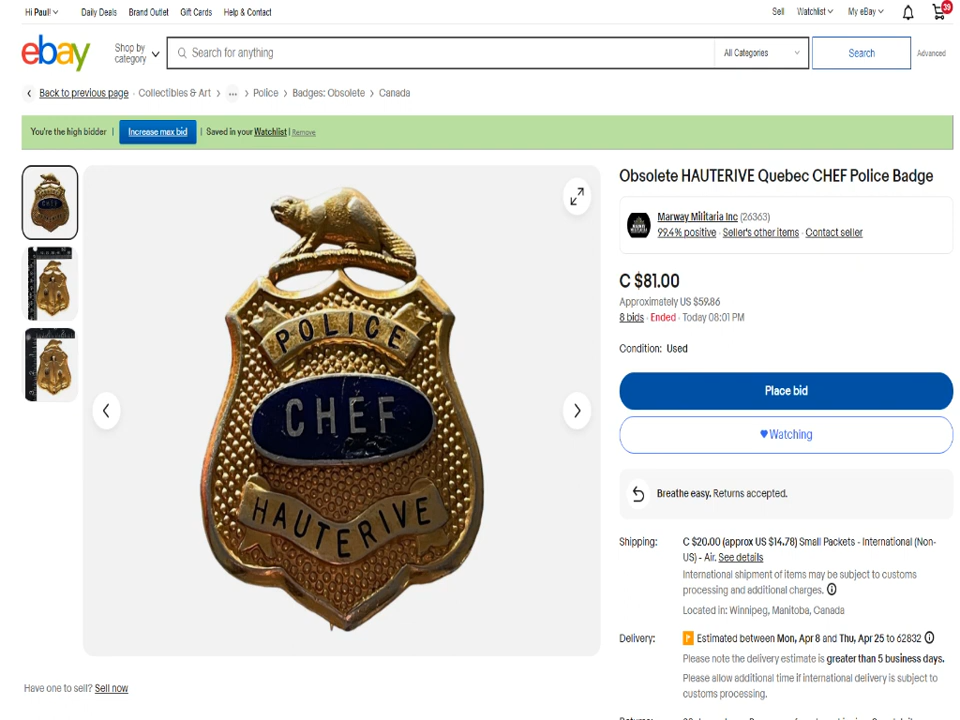 Hi Paul!
Daily Deals
Brand Outlet
Gift Cards
Help & Contact
Sell
Watchlist
My eBay
39
ebay
Shop by
category
Search for anything
All Categories
Search
Advanced
Back to previous page
Collectibles & Art
...
Police
Badges: Obsolete
Canada
You're the high bidder | Increase max bid | Saved in your Watchlist | Remove
POLICE
CHEF
HAUTERIVE
Obsolete HAUTERIVE Quebec CHEF Police Badge
Marway Militaria Inc (26363)
99.4% positive · Seller's other items · Contact seller
C $81.00
Approximately US $59.86
8 bids · Ended · Today 08:01 PM
Condition: Used
Place bid
Watching
Breathe easy. Returns accepted.
Shipping: C $20.00 (approx US $14.78) Small Packets - International (Non-
US) - Air. See details
International shipment of items may be subject to customs
processing and additional charges.
Located in: Winnipeg, Manitoba, Canada
Delivery: Estimated between Mon, Apr 8 and Thu, Apr 25 to 62832
Please note the delivery estimate is greater than 5 business days.
Please allow additional time if international delivery is subject to
customs processing.
Have one to sell? Sell now